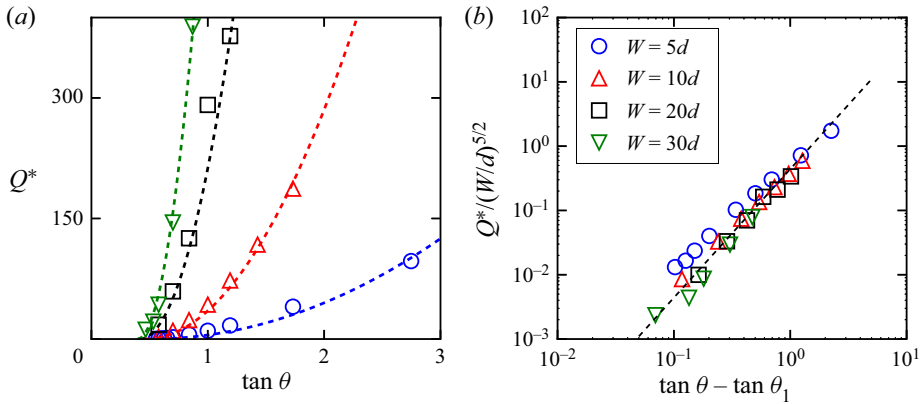 (a)
300
150
0
Q*
0 1 2 3
tan θ
(b)
10²
10¹
10⁰
10⁻¹
10⁻²
10⁻³
Q*/(W/d)⁵/²
W = 5d
W = 10d
W = 20d
W = 30d
10⁻² 10⁻¹ 10⁰ 10¹
tan θ – tan θ₁